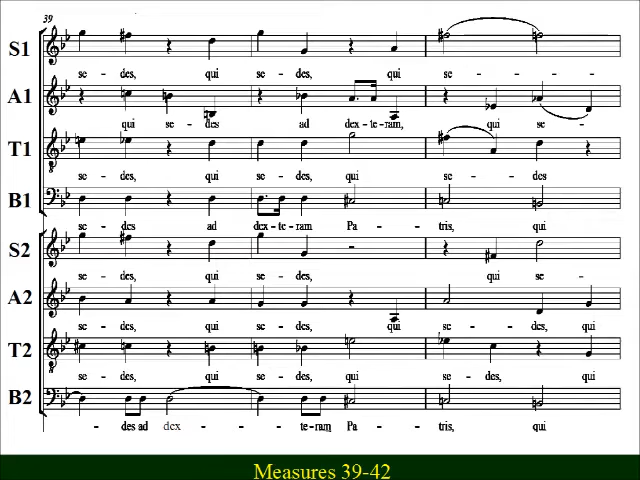 39
S1
se - des, qui se - des, qui se - - -
A1
qui se - des ad dex - te - ram, qui se -
T1
se - des, qui se - des, qui se - des
B1
se - des ad dex - te - ram Pa - tris, qui
S2
se - des, qui se - des, qui se -
A2
se - des, qui se - des, qui se - des, qui
T2
se - des, qui se - des, qui se - des, qui
B2
- des ad dex - - - te - ram Pa - tris, qui
Measures 39-42